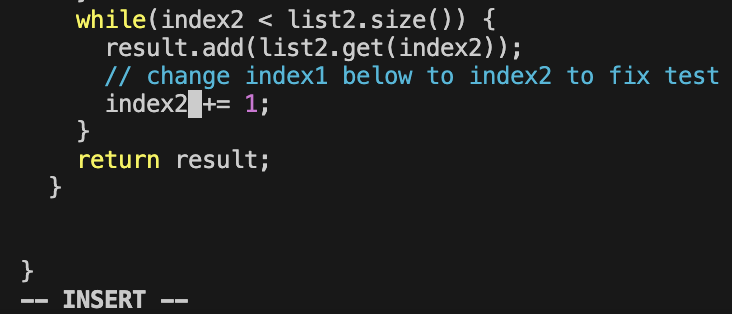 while(index2 < list2.size()) {
result.add(list2.get(index2));
// change index1 below to index2 to fix test
index2 += 1;
}
return result;
}
}
-- INSERT --